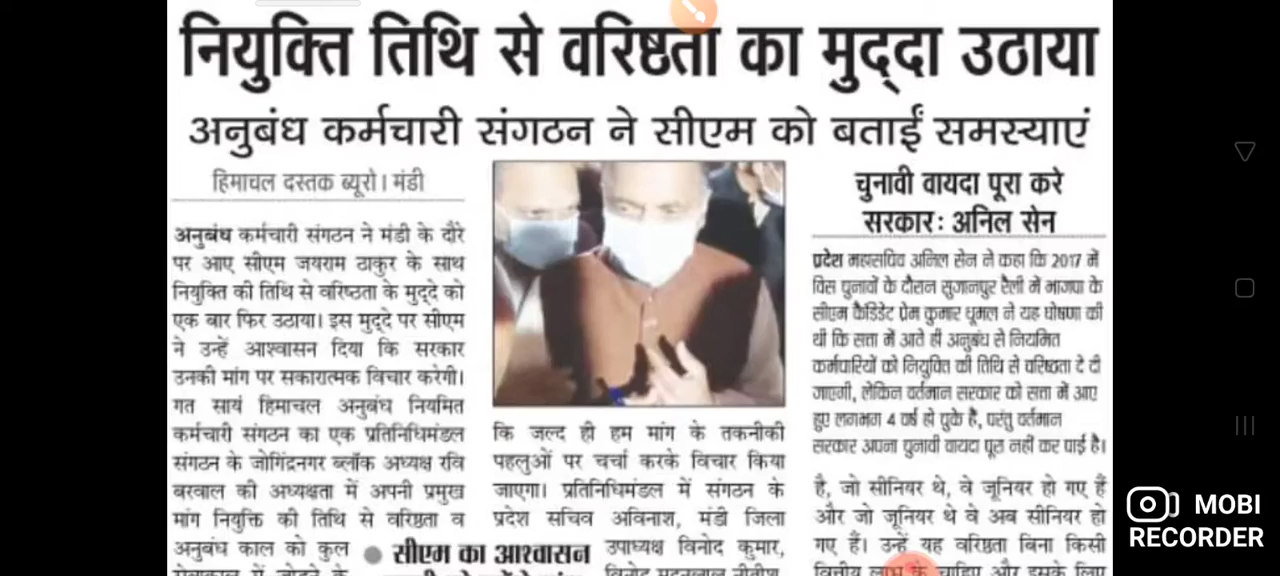 नियुक्ति तिथि से वरिष्ठता का मुद्दा उठाया
अनुबंध कर्मचारी संगठन ने सीएम को बताईं समस्याएं
हिमाचल दस्तक ब्यूरो। मंडी
अनुबंध कर्मचारी संगठन ने मंडी के दौरे
पर आए सीएम जयराम ठाकुर के साथ
नियुक्ति की तिथि से वरिष्ठता के मुद्दे को
एक बार फिर उठाया। इस मुद्दे पर सीएम
ने उन्हें आश्वासन दिया कि सरकार
उनकी मांग पर सकारात्मक विचार करेगी।
गत सायं हिमाचल अनुबंध नियमित
कर्मचारी संगठन का एक प्रतिनिधिमंडल
संगठन के जोगिंद्रनगर ब्लॉक अध्यक्ष रवि
बरवाल की अध्यक्षता में अपनी प्रमुख
मांग नियुक्ति की तिथि से वरिष्ठता व
अनुबंध काल को कुल
सीएम का आश्वासन
कि जल्द ही हम मांग के तकनीकी
पहलुओं पर चर्चा करके विचार किया
जाएगा। प्रतिनिधिमंडल में संगठन के
प्रदेश सचिव अविनाश, मंडी जिला
उपाध्यक्ष विनोद कुमार,
चुनावी वायदा पूरा करे
सरकार: अनिल सेन
प्रदेश महासचिव अनिल सेन ने कहा कि 2017 में
विस चुनावों के दौरान सुजानपुर रैली में भाजपा के
सीएम कैंडिडेट प्रेम कुमार धूमल ने यह घोषणा की
थी कि सत्ता में आते ही अनुबंध से नियमित
कर्मचारियों को नियुक्ति की तिथि से वरिष्ठता दे दी
जाएगी, लेकिन वर्तमान सरकार को सत्ता में आए
हुए लगभग 4 वर्ष हो चुके है, परंतु वर्तमान
सरकार अपना चुनावी वायदा पूरा नहीं कर पाई है।
है, जो सीनियर थे, वे जूनियर हो गए हैं
और जो जूनियर थे वे अब सीनियर हो
गए हैं। उन्हें यह वरिष्ठता बिना किसी
वित्तीय लाभ के चाहिए और इसके लिए
MOBI
RECORDER